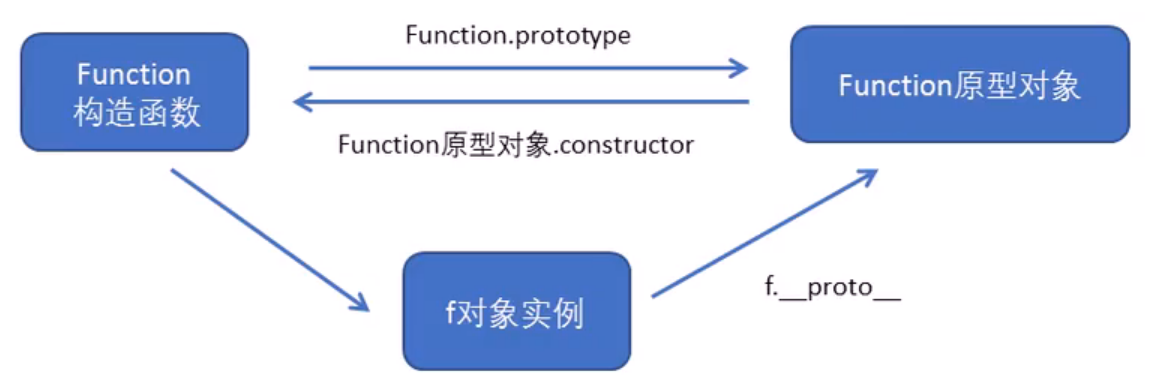 Function.prototype
Function
构造函数
Function原型对象
Function原型对象.constructor
f对象实例
f.__proto__